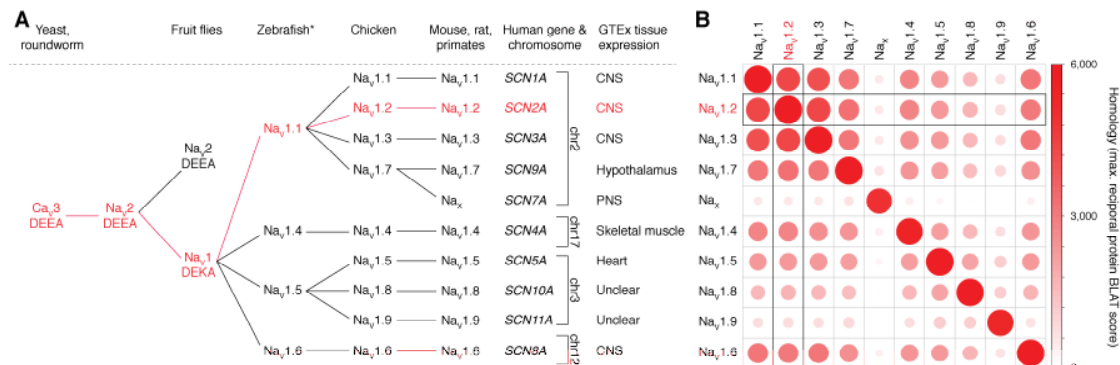 A
Yeast, roundworm
Fruit flies
Zebrafish*
Chicken
Mouse, rat, primates
Human gene & chromosome
GTEx tissue expression
Naᵥ1.1 Naᵥ1.1 SCN1A CNS
Naᵥ1.2 Naᵥ1.2 SCN2A CNS
Naᵥ1.1
Naᵥ1.3 Naᵥ1.3 SCN3A CNS
Naᵥ2
DEEA
Naᵥ1.7 Naᵥ1.7 SCN9A Hypothalamus
Naₓ SCN7A PNS
chr2
Caᵥ3
DEEA
Naᵥ2
DEEA
Naᵥ1.4 Naᵥ1.4 Naᵥ1.4 SCN4A Skeletal muscle
chr17
Naᵥ1
DEKA
Naᵥ1.5 Naᵥ1.5 SCN5A Heart
Naᵥ1.5 Naᵥ1.8 Naᵥ1.8 SCN10A Unclear
Naᵥ1.9 Naᵥ1.9 SCN11A Unclear
chr3
Naᵥ1.6 Naᵥ1.6 Naᵥ1.6 SCN8A CNS
chr12
B
Naᵥ1.1 Naᵥ1.2 Naᵥ1.3 Naᵥ1.7 Naₓ Naᵥ1.4 Naᵥ1.5 Naᵥ1.8 Naᵥ1.9 Naᵥ1.6
Naᵥ1.1
Naᵥ1.2
Naᵥ1.3
Naᵥ1.7
Naₓ
Naᵥ1.4
Naᵥ1.5
Naᵥ1.8
Naᵥ1.9
Naᵥ1.6
6,000
3,000
Homology (max. reciprocal protein BLAT score)